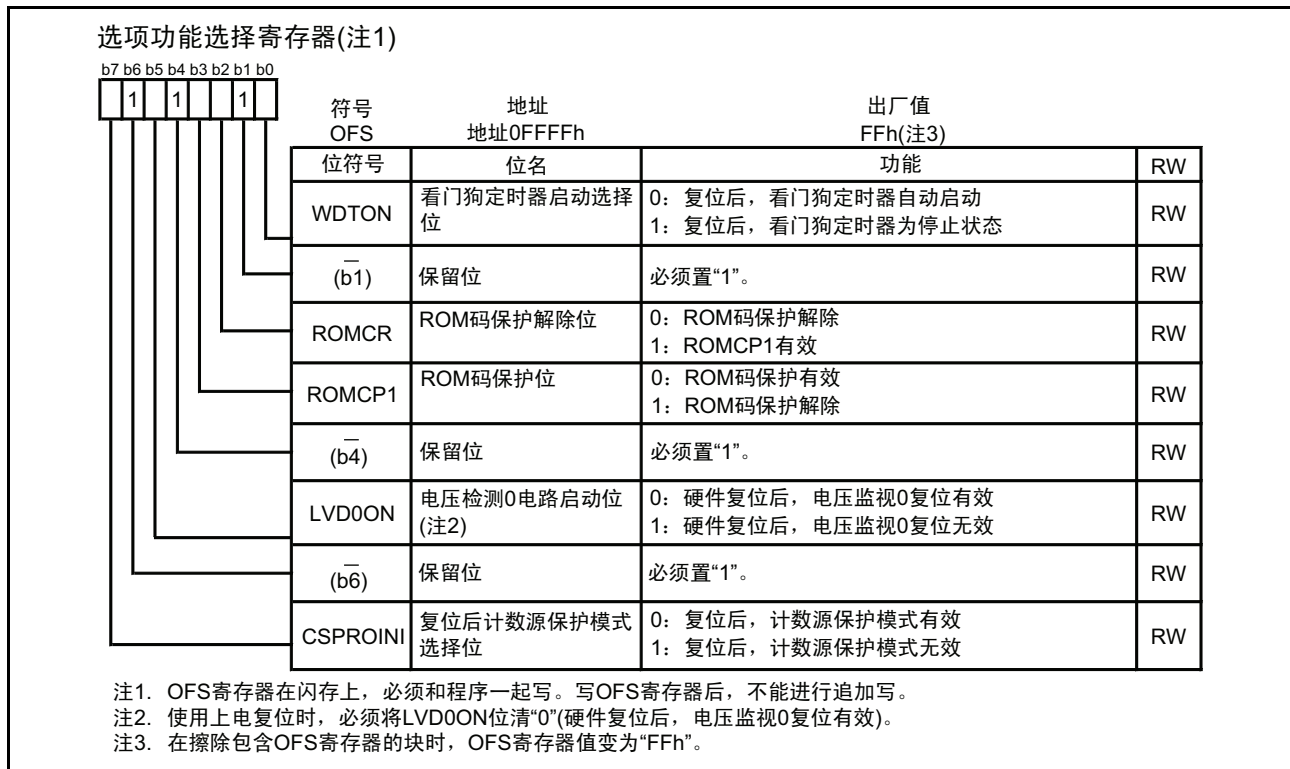 选项功能选择寄存器(注1)
b7 b6 b5 b4 b3 b2 b1 b0
1 1 1
符号 地址 出厂值
OFS 地址0FFFFh FFh(注3)
位符号 位名 功能 RW
WDTON 看门狗定时器启动选择位 0：复位后，看门狗定时器自动启动 RW
1：复位后，看门狗定时器为停止状态
—
(b1) 保留位 必须置“1”。 RW
ROMCR ROM码保护解除位 0：ROM码保护解除 RW
1：ROMCP1有效
ROMCP1 ROM码保护位 0：ROM码保护有效 RW
1：ROM码保护解除
—
(b4) 保留位 必须置“1”。 RW
LVD0ON 电压检测0电路启动位(注2) 0：硬件复位后，电压监视0复位有效 RW
1：硬件复位后，电压监视0复位无效
—
(b6) 保留位 必须置“1”。 RW
CSPROINI 复位后计数源保护模式选择位 0：复位后，计数源保护模式有效 RW
1：复位后，计数源保护模式无效
注1. OFS寄存器在闪存上，必须和程序一起写。写OFS寄存器后，不能进行追加写。
注2. 使用上电复位时，必须将LVD0ON位清“0”(硬件复位后，电压监视0复位有效)。
注3. 在擦除包含OFS寄存器的块时，OFS寄存器值变为“FFh”。